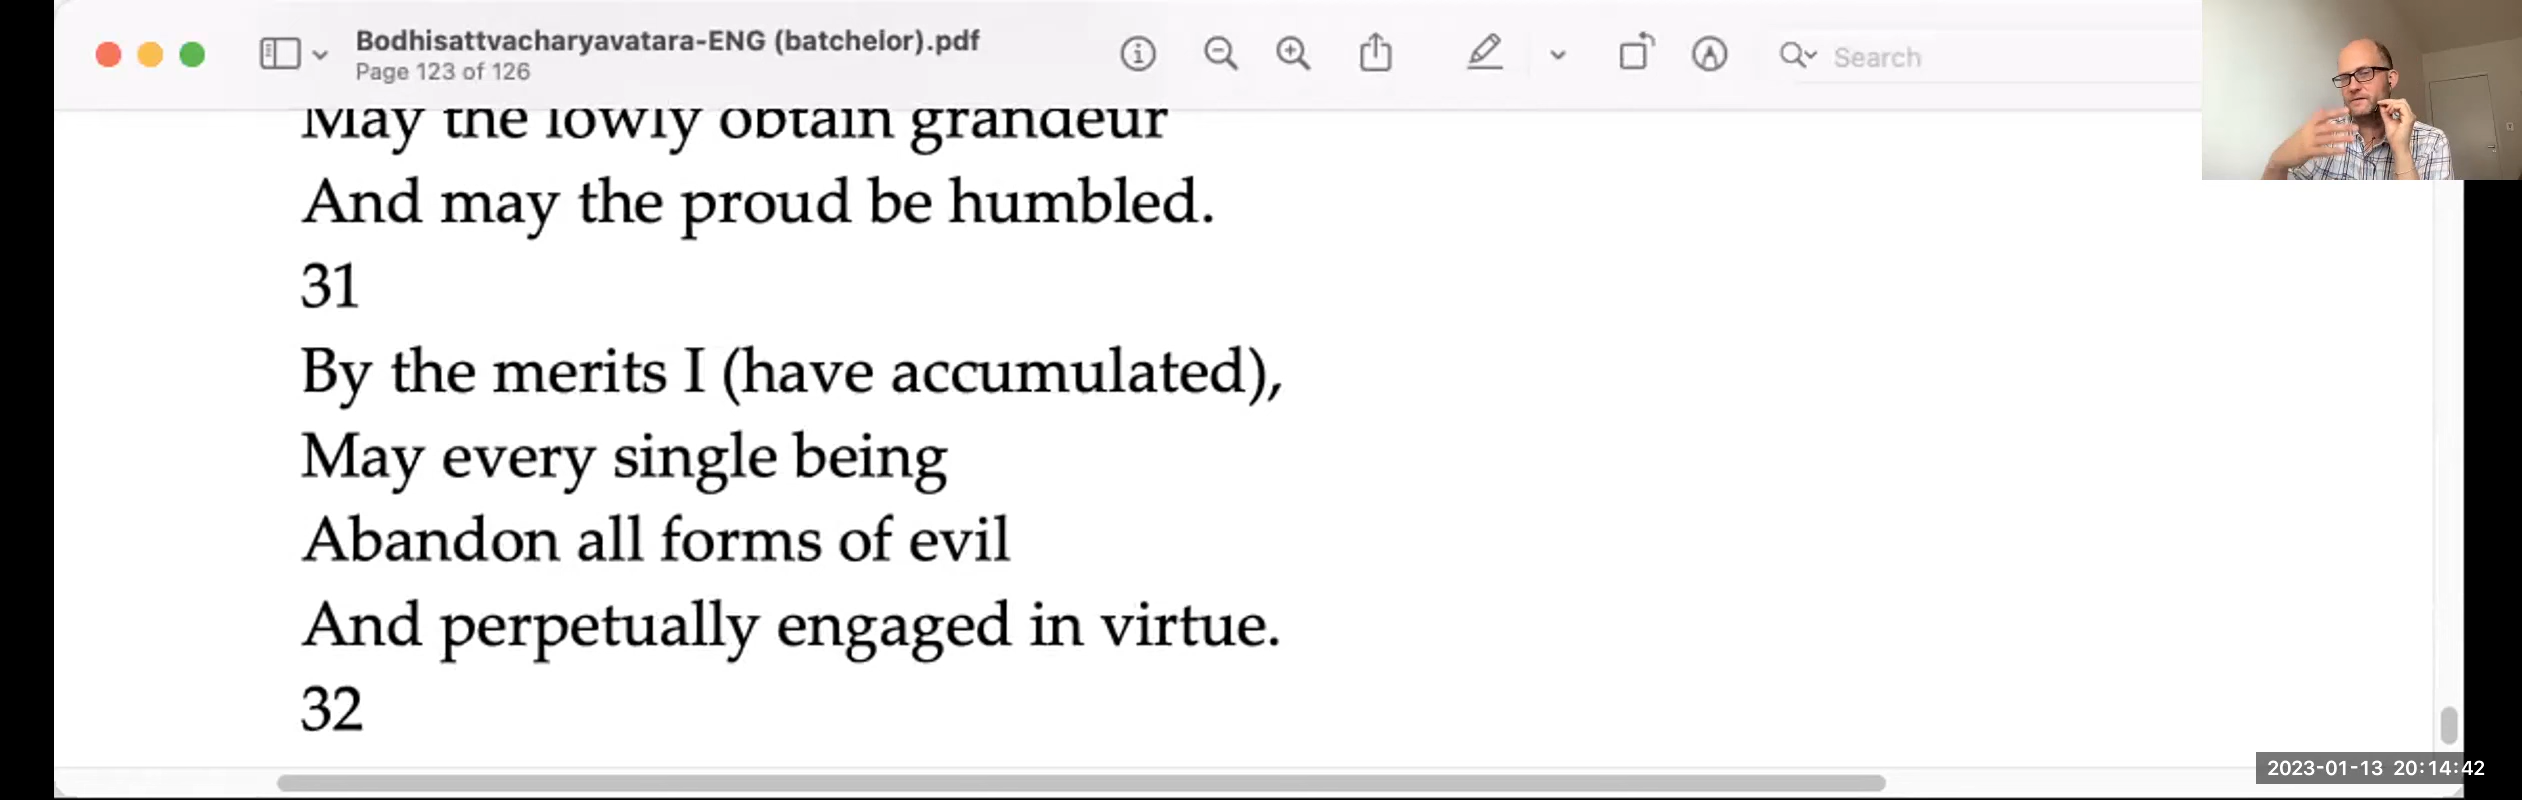 Bodhisattvacharyavatara-ENG (batchelor).pdf
Page 123 of 126
Search
May the lowly obtain grandeur
And may the proud be humbled.
31
By the merits I (have accumulated),
May every single being
Abandon all forms of evil
And perpetually engaged in virtue.
32
2023-01-13 20:14:42